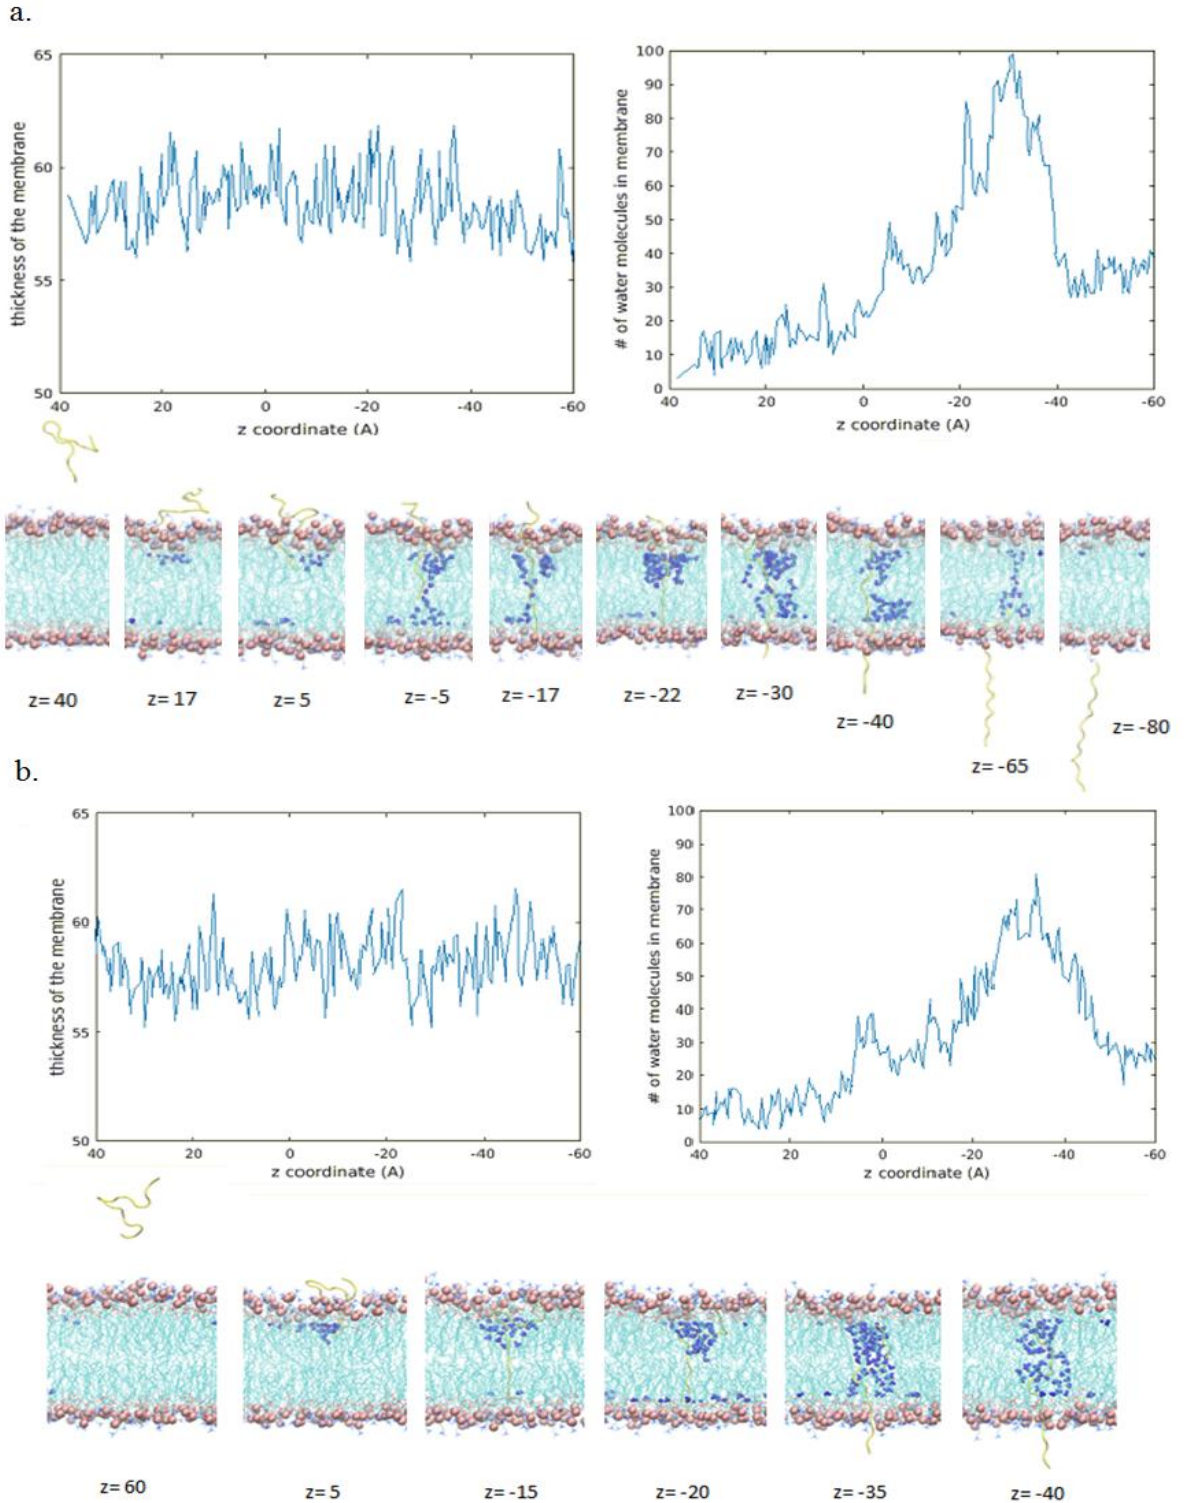 a.
65
60
55
50
40 20 0 -20 -40 -60
thickness of the membrane
z coordinate (A)
100
90
80
70
60
50
40
30
20
10
0
40 20 0 -20 -40 -60
# of water molecules in membrane
z coordinate (A)
z= 40
z= 17
z= 5
z= -5
z= -17
z= -22
z= -30
z= -40
z= -65
z= -80
b.
65
60
55
50
40 20 0 -20 -40 -60
thickness of the membrane
z coordinate (A)
100
90
80
70
60
50
40
30
20
10
0
40 20 0 -20 -40 -60
# of water molecules in membrane
z coordinate (A)
z= 60
z= 5
z= -15
z= -20
z= -35
z= -40